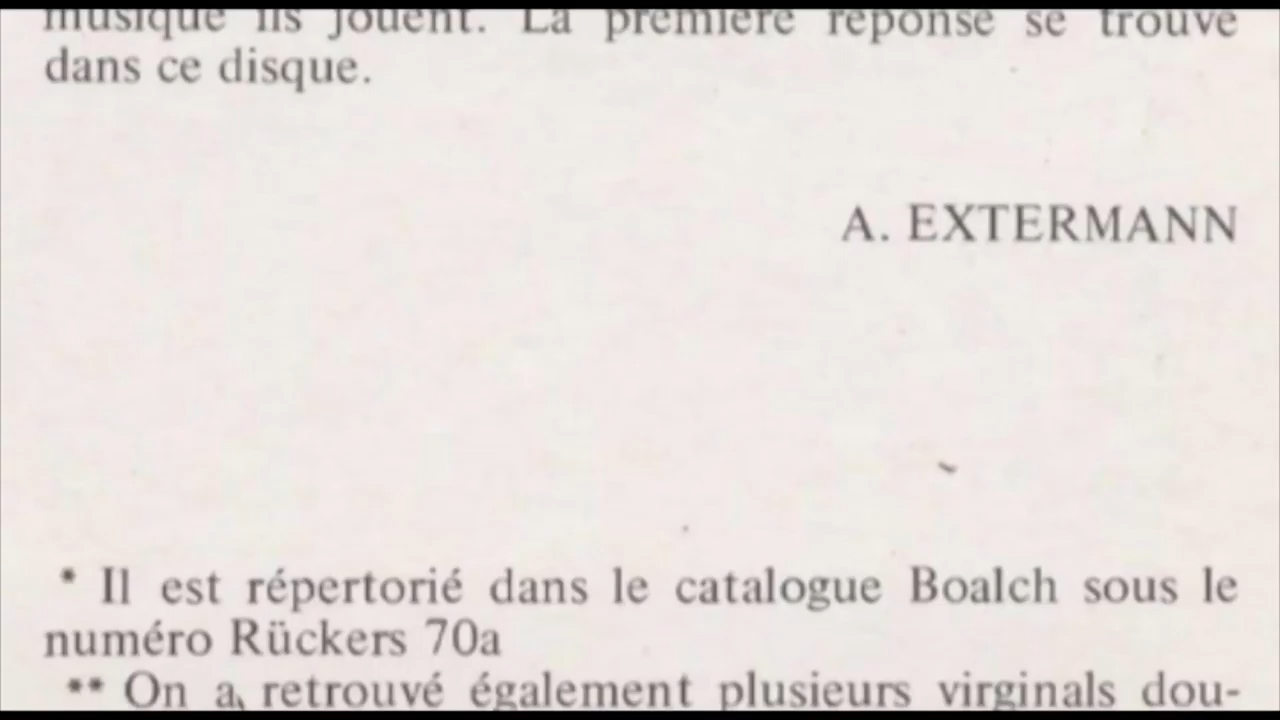 musique ils jouent. La première réponse se trouve
dans ce disque.
A. EXTERMANN
* Il est répertorié dans le catalogue Boalch sous le
numéro Rückers 70a
** On a retrouvé également plusieurs virginals dou-